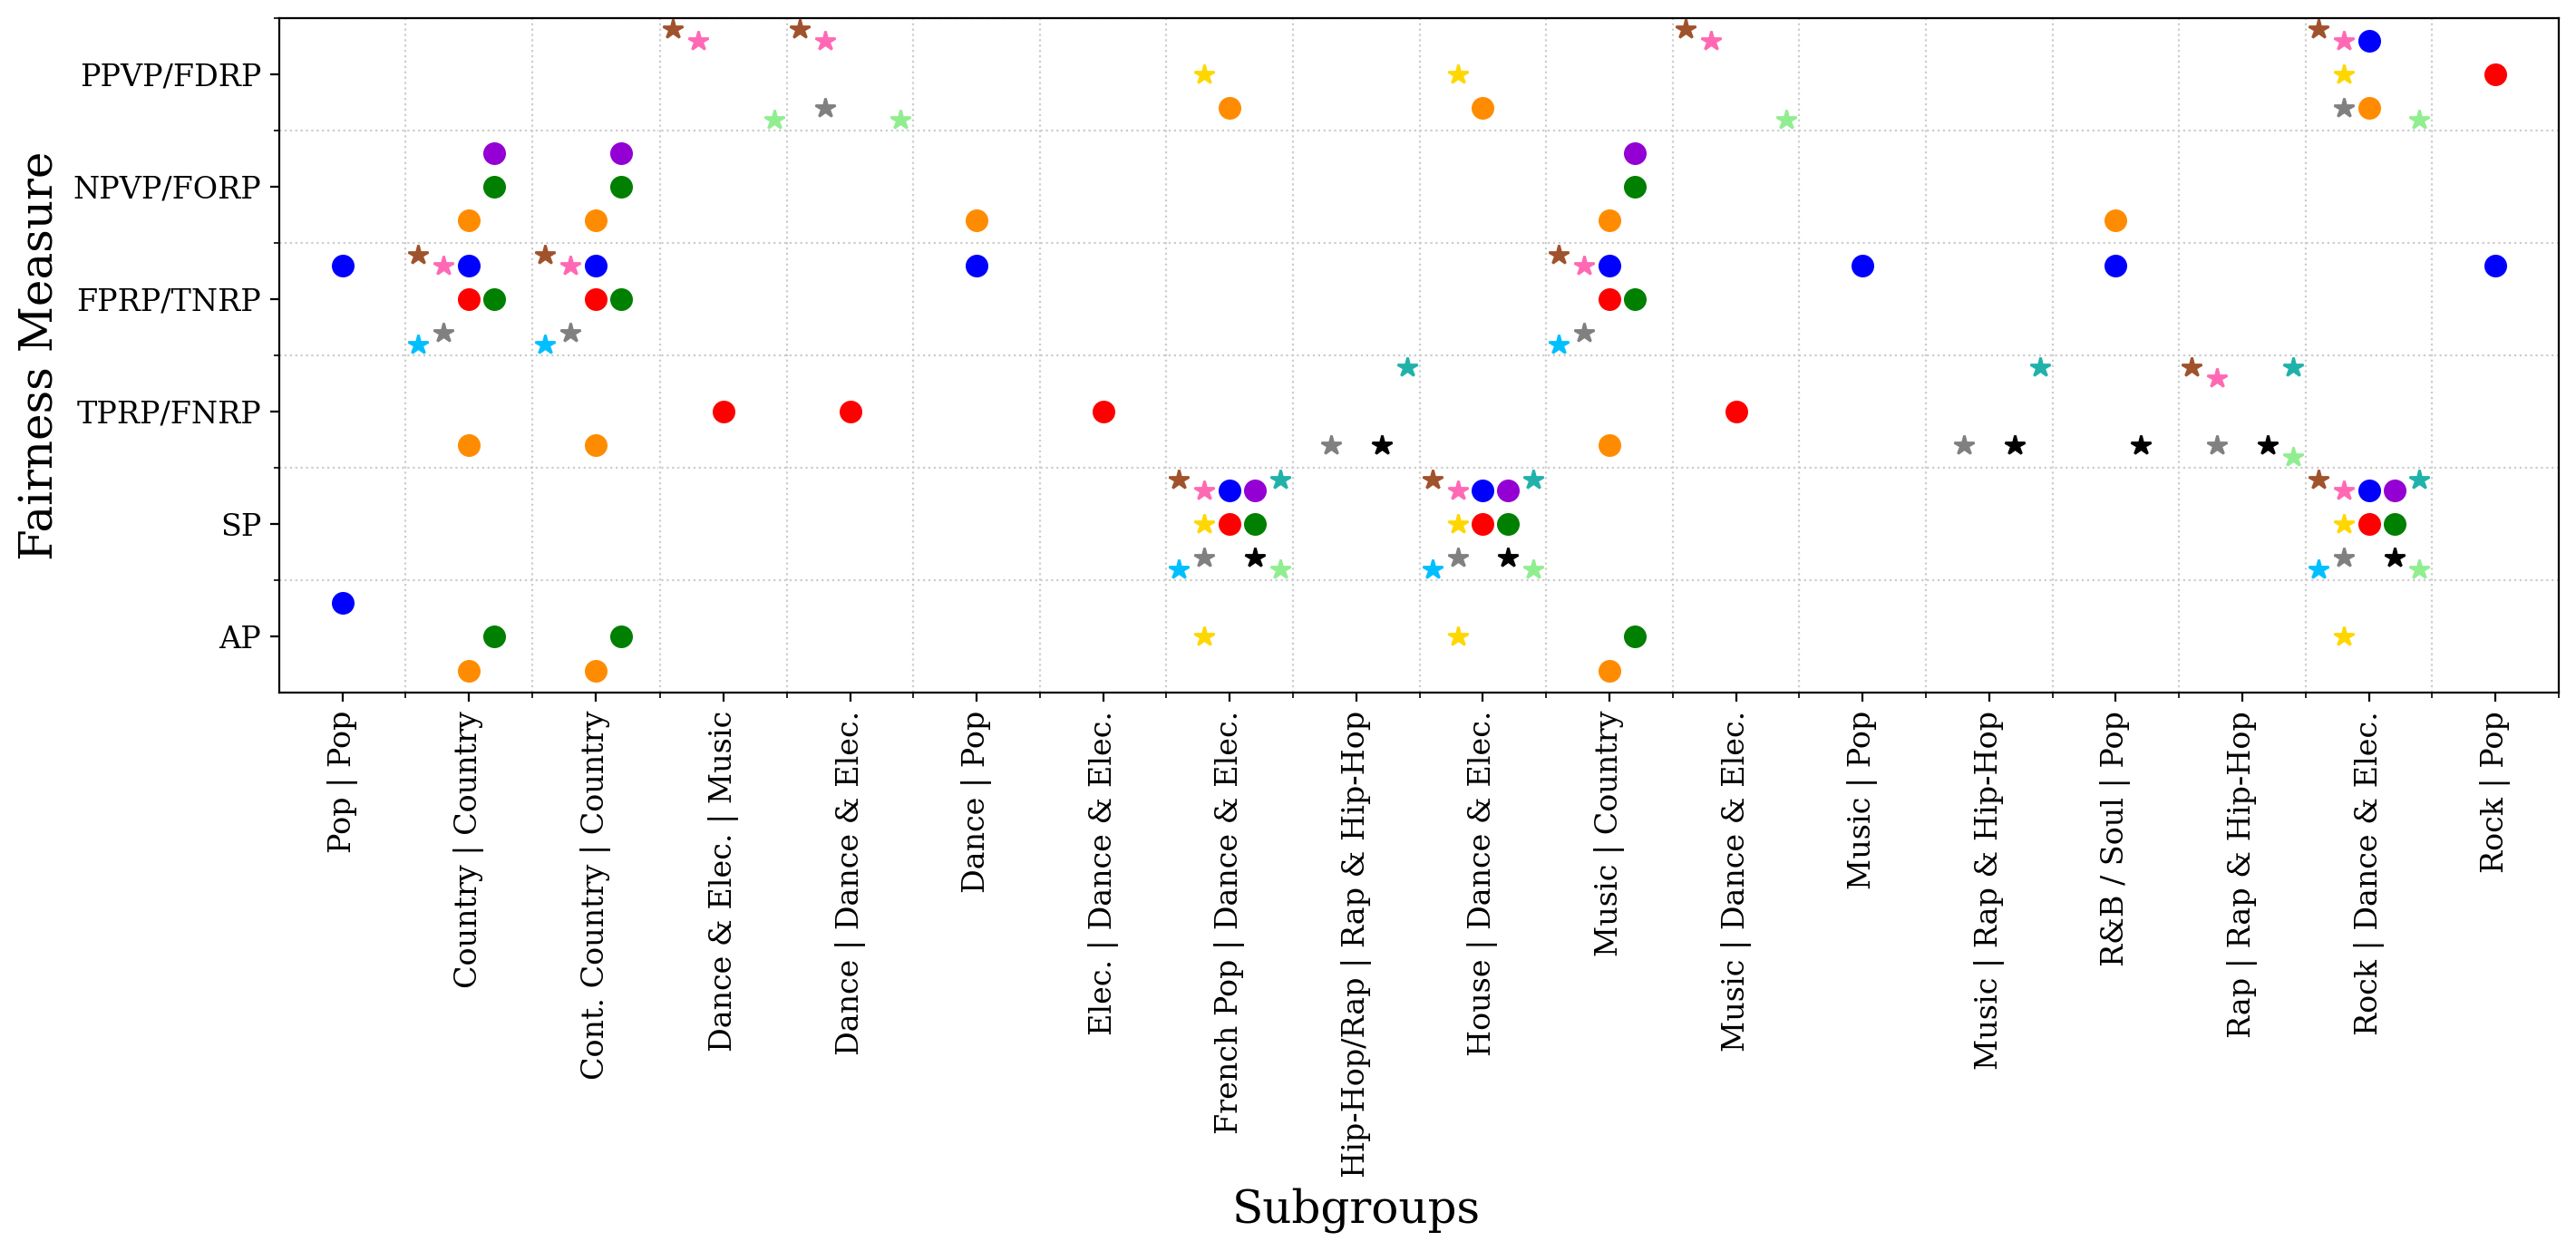 Fairness Measure
PPVP/FDRP
NPVP/FORP
FPRP/TNRP
TPRP/FNRP
SP
AP
Pop | Pop
Country | Country
Cont. Country | Country
Dance & Elec. | Music
Dance | Dance & Elec.
Dance | Pop
Elec. | Dance & Elec.
French Pop | Dance & Elec.
Hip-Hop/Rap | Rap & Hip-Hop
House | Dance & Elec.
Music | Country
Music | Dance & Elec.
Music | Pop
Music | Rap & Hip-Hop
R&B / Soul | Pop
Rap | Rap & Hip-Hop
Rock | Dance & Elec.
Rock | Pop
Subgroups